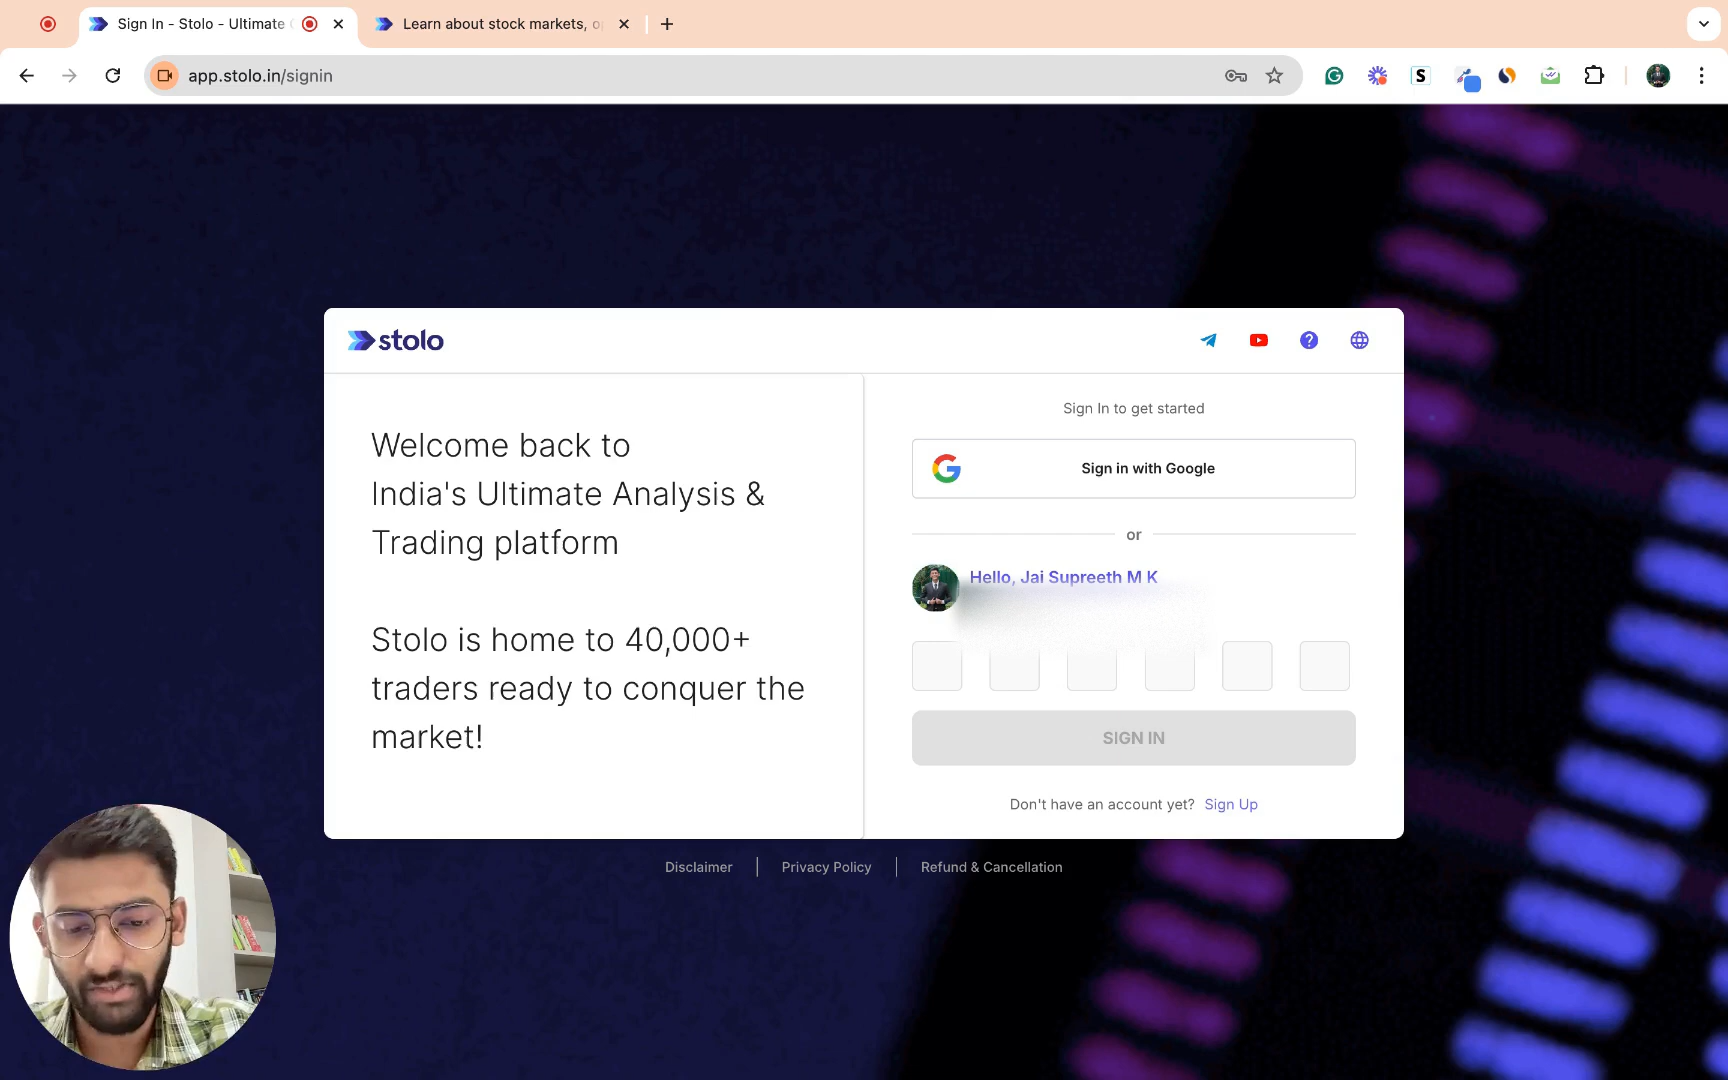 Sign In - Stolo - Ultimate
Learn about stock markets, o
app.stolo.in/signin
S
stolo
Welcome back to
India's Ultimate Analysis &
Trading platform
Stolo is home to 40,000+
traders ready to conquer the
market!
Sign In to get started
Sign in with Google
or
Hello, Jai Supreeth M K
SIGN IN
Don't have an account yet? Sign Up
Disclaimer
Privacy Policy
Refund & Cancellation